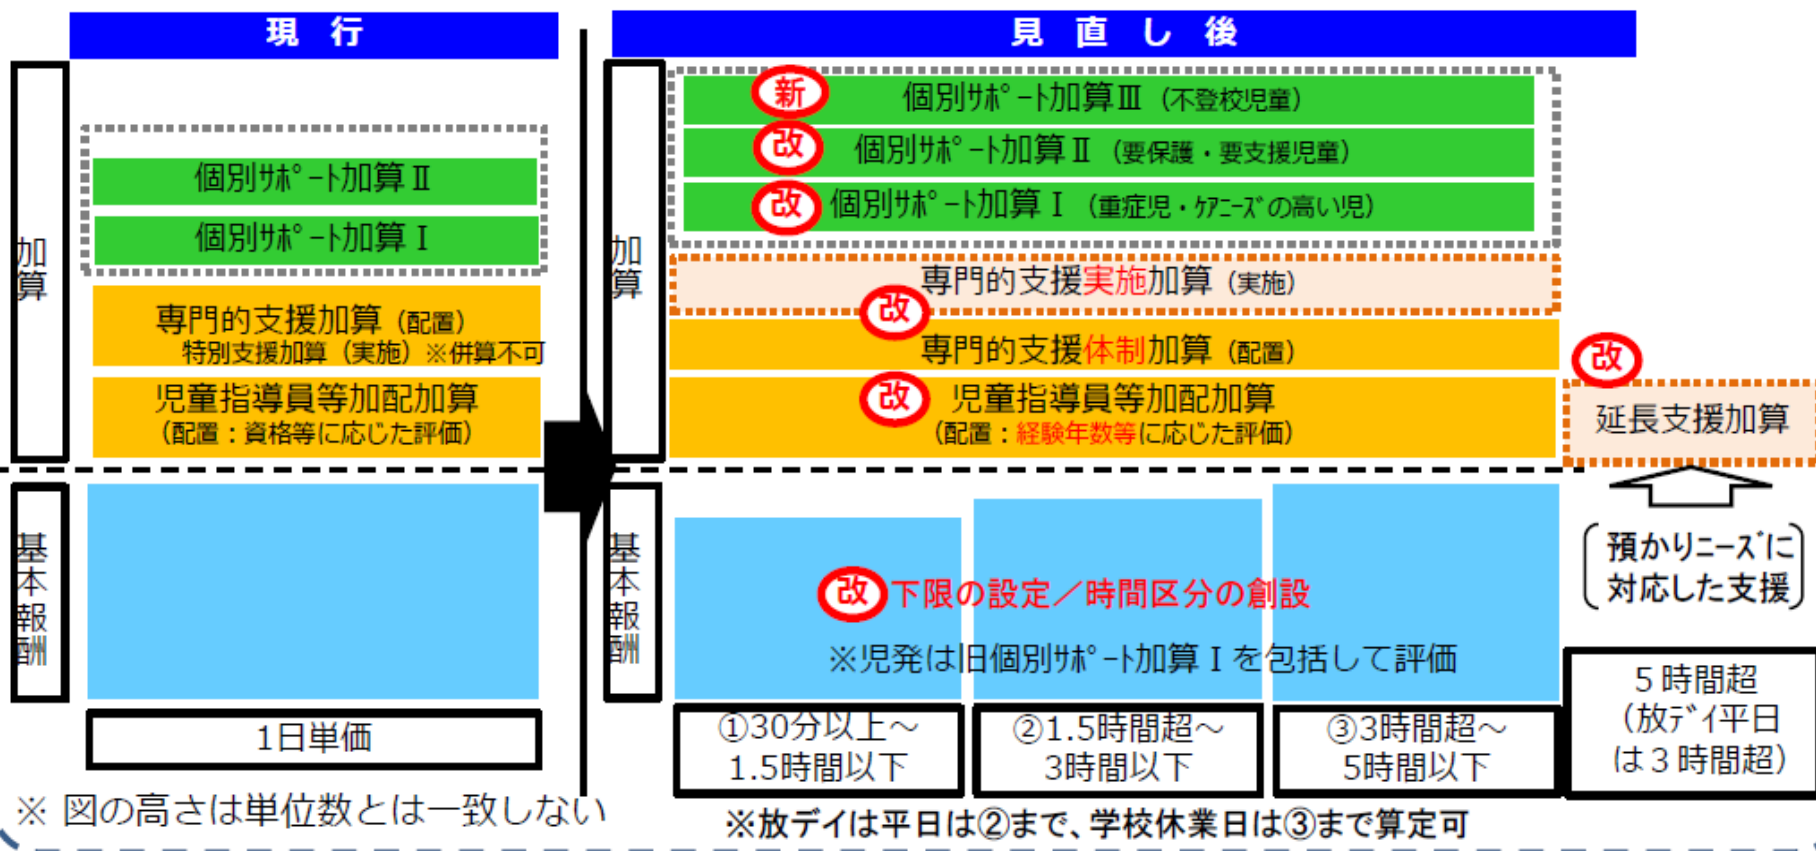 現行
加算
個別ｻﾎﾟｰﾄ加算Ⅱ
個別ｻﾎﾟｰﾄ加算Ⅰ
専門的支援加算（配置）
特別支援加算（実施）※併算不可
児童指導員等加配加算
（配置：資格等に応じた評価）
基本報酬
1日単価
※ 図の高さは単位数とは一致しない
見直し後
加算
新 個別ｻﾎﾟｰﾄ加算Ⅲ（不登校児童）
改 個別ｻﾎﾟｰﾄ加算Ⅱ（要保護・要支援児童）
改 個別ｻﾎﾟｰﾄ加算Ⅰ（重症児・ｹｱﾆｰｽﾞの高い児）
専門的支援実施加算（実施）
改
専門的支援体制加算（配置）
改 児童指導員等加配加算
（配置：経験年数等に応じた評価）
改
延長支援加算
預かりﾆｰｽﾞに
対応した支援
基本報酬
改 下限の設定／時間区分の創設
※児発は旧個別ｻﾎﾟｰﾄ加算Ⅰを包括して評価
①30分以上～
1.5時間以下
②1.5時間超～
3時間以下
③3時間超～
5時間以下
５時間超
（放ﾃﾞｲ平日
は３時間超）
※放デイは平日は②まで、学校休業日は③まで算定可